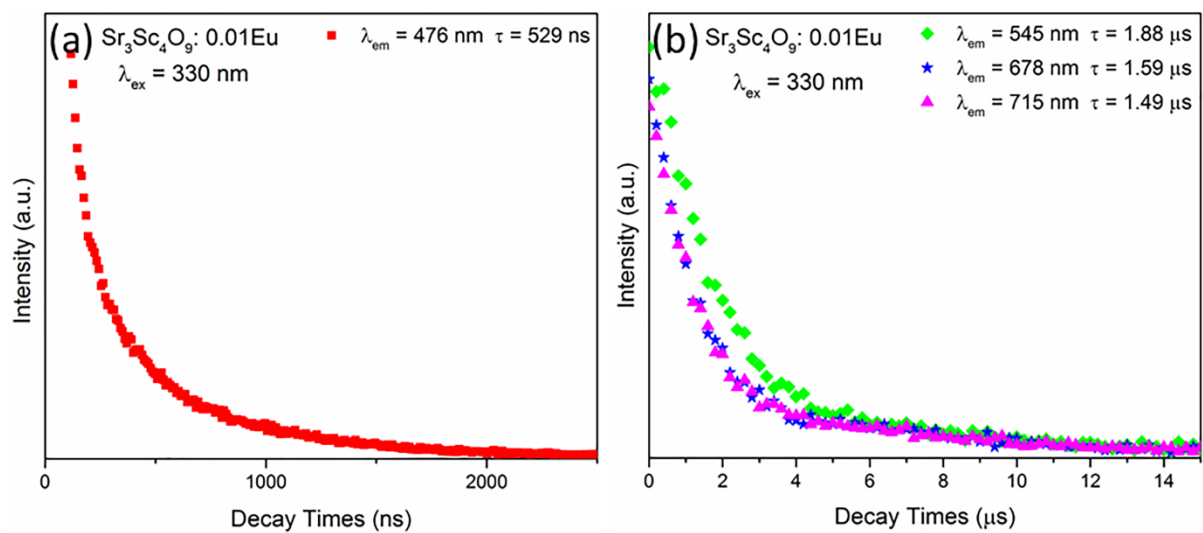 (a) Sr₃Sc₄O₉: 0.01Eu λem = 476 nm τ = 529 ns
λex = 330 nm
Intensity (a.u.)
0 1000 2000
Decay Times (ns)
(b) Sr₃Sc₄O₉: 0.01Eu
λex = 330 nm
λem = 545 nm τ = 1.88 μs
λem = 678 nm τ = 1.59 μs
λem = 715 nm τ = 1.49 μs
Intensity (a.u.)
0 2 4 6 8 10 12 14
Decay Times (μs)